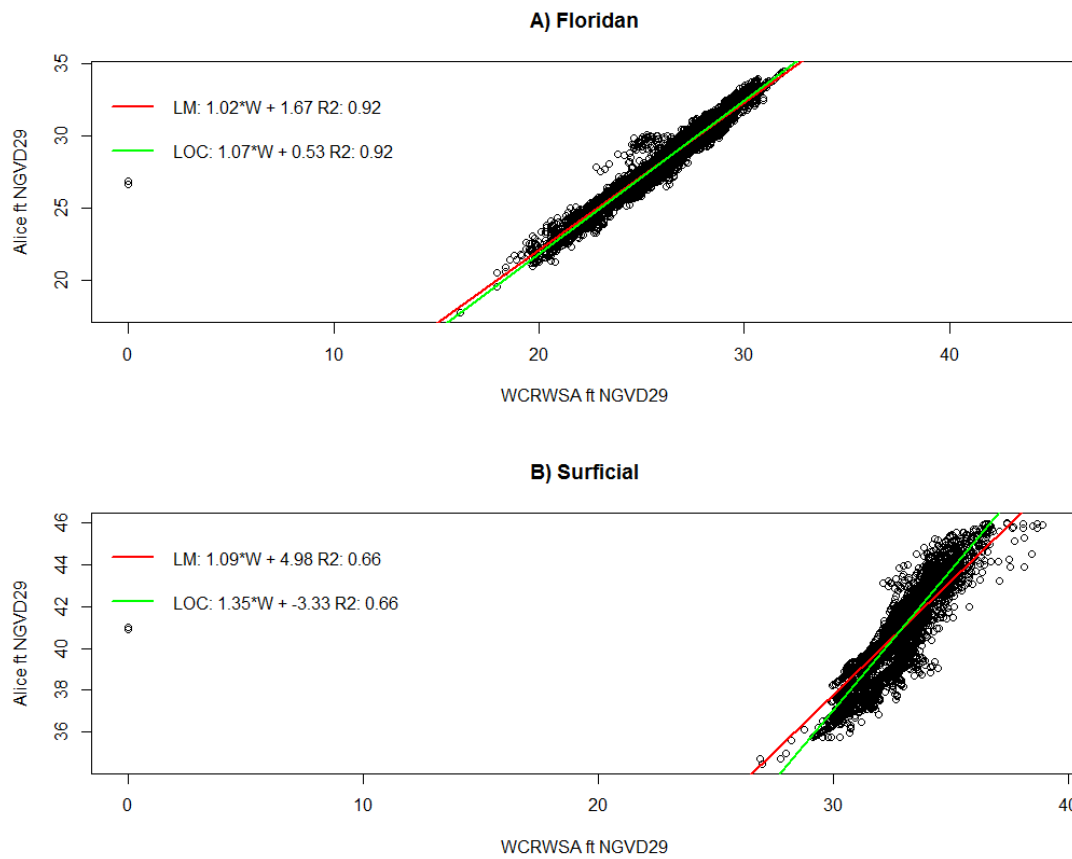 A) Floridan
LM: 1.02*W + 1.67 R2: 0.92
LOC: 1.07*W + 0.53 R2: 0.92
Alice ft NGVD29
35
30
25
20
0 10 20 30 40
WCRWSA ft NGVD29
B) Surficial
LM: 1.09*W + 4.98 R2: 0.66
LOC: 1.35*W + -3.33 R2: 0.66
Alice ft NGVD29
46
44
42
40
38
36
0 10 20 30 40
WCRWSA ft NGVD29